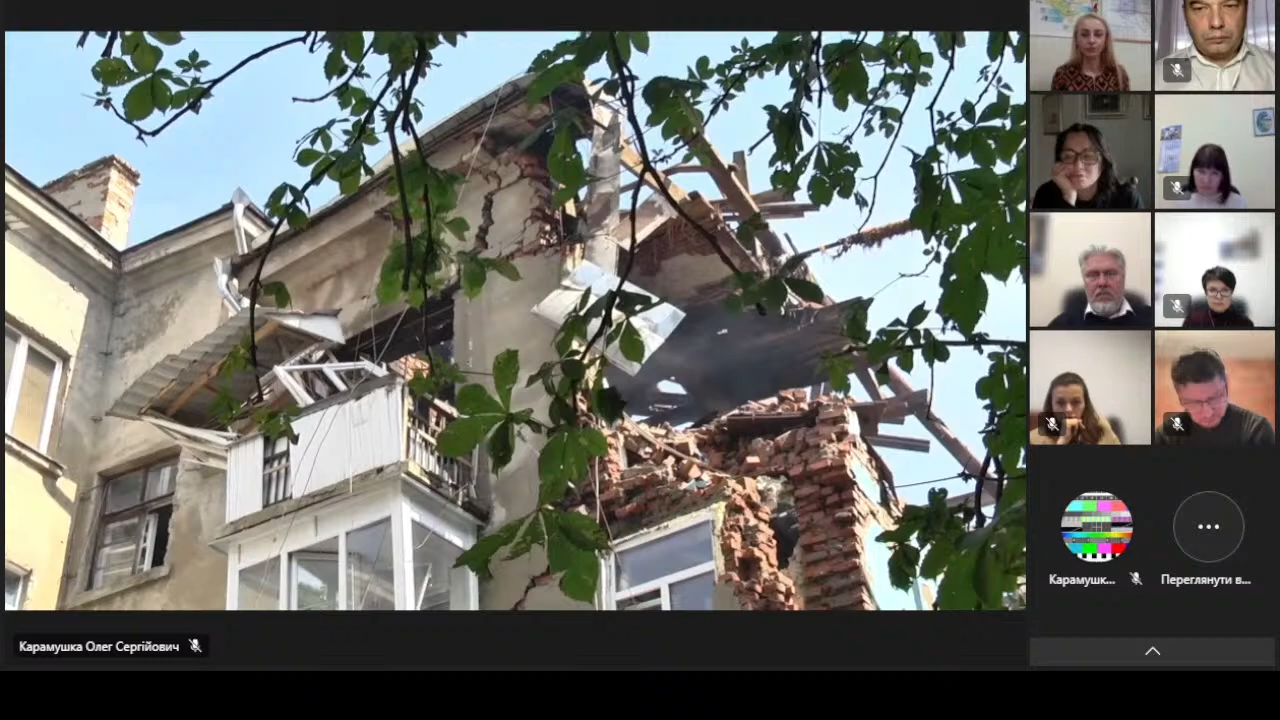 Карамушка Олег Сергійович
Карамушк...
Переглянути в...